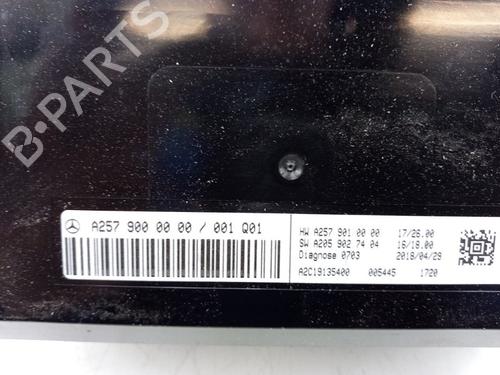 B-PARTS
A257 900 00 00 / 001 Q01
HW A257 901 00 00 17/26.00
SW A205 902 74 04 16/18.00
Diagnose 0703 2018/04/29
A2C19135400 005445 1720